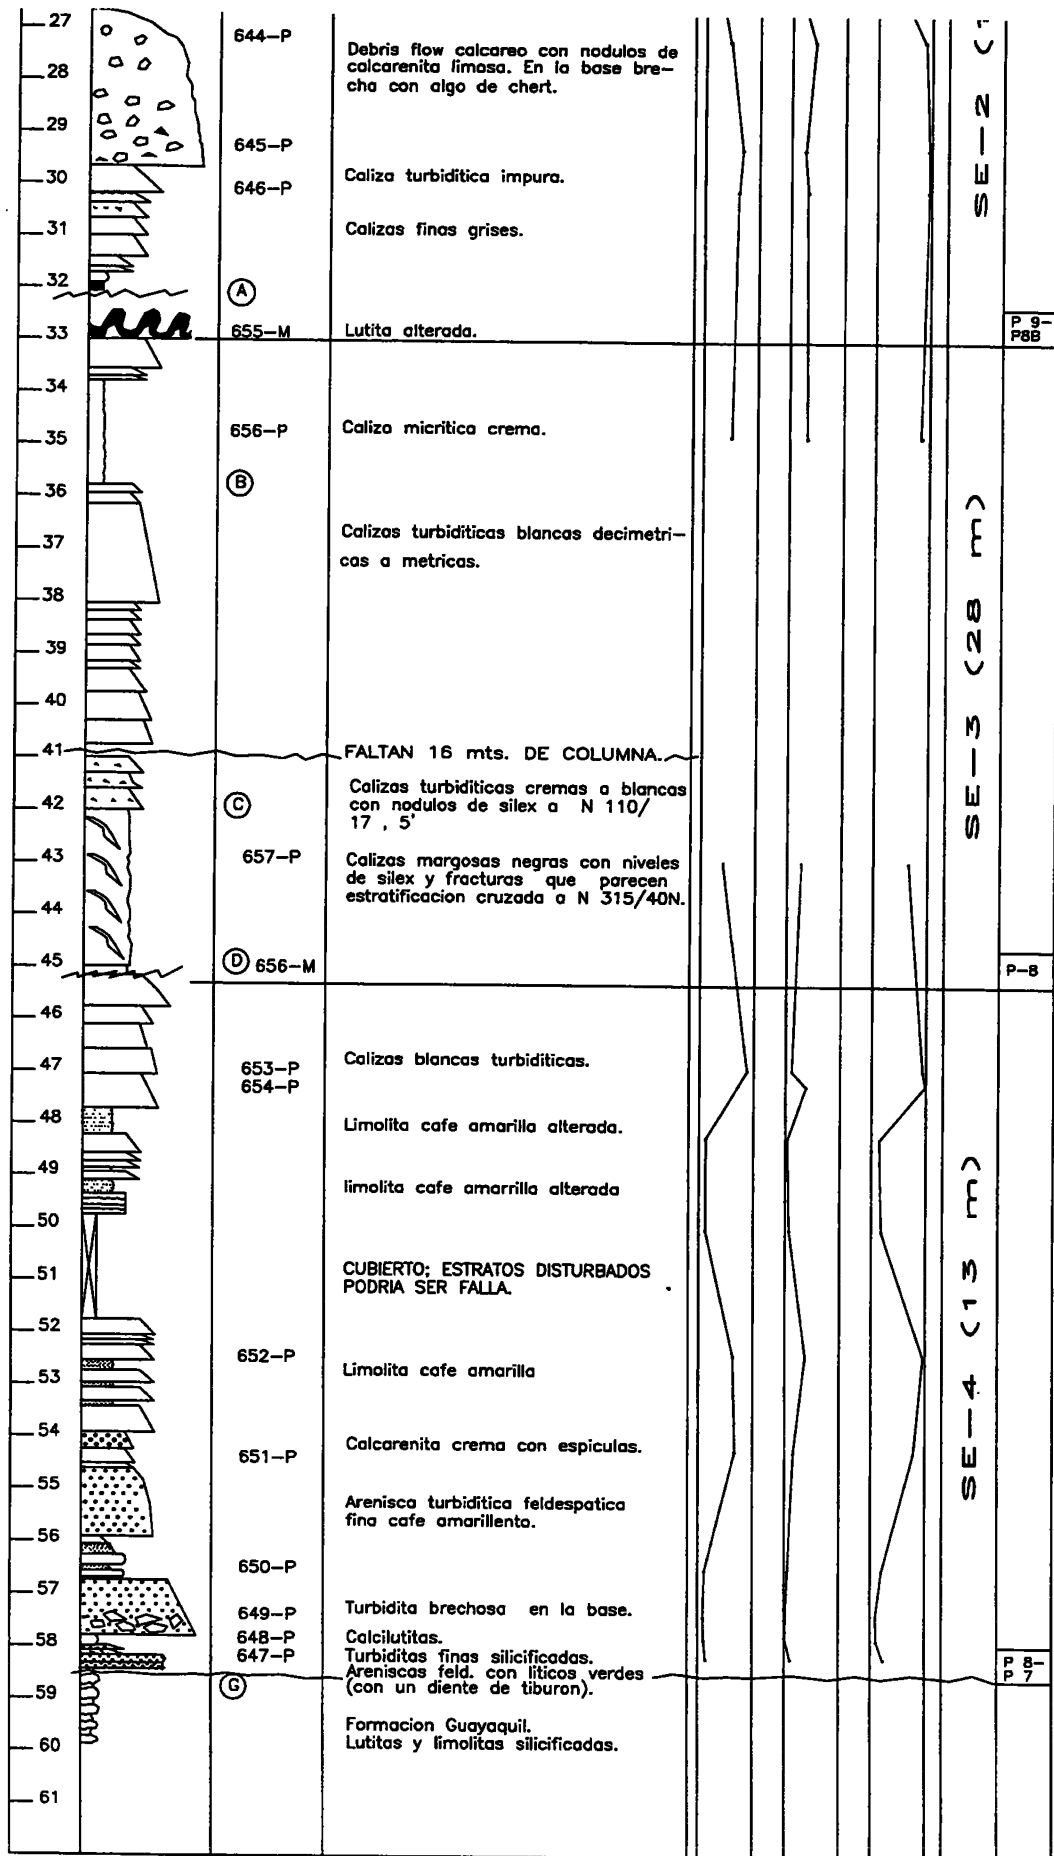 27
644-P
Debris flow calcareo con nodulos de
calcarenita limosa. En la base bre-
cha con algo de chert.
28
29
645-P
30
646-P
Caliza turbiditica impura.
31
Calizas finas grises.
SE-2
32
A
33
655-M
Lutita alterada.
P 9-
P8B
34
35
656-P
Caliza micritica crema.
36
B
37
Calizas turbiditicas blancas decimetri-
cas a metricas.
38
39
40
SE-3 (28 m)
41
FALTAN 16 mts. DE COLUMNA.
42
C
Calizas turbiditicas cremas a blancas
con nodulos de silex a N 110/
17 , 5'
43
657-P
Calizas margosas negras con niveles
de silex y fracturas que parecen
estratificacion cruzada a N 315/40N.
44
45
D 656-M
P-8
46
47
653-P
654-P
Calizas blancas turbiditicas.
48
Limolita cafe amarilla alterada.
49
limolita cafe amarrilla alterada
50
51
CUBIERTO; ESTRATOS DISTURBADOS
PODRIA SER FALLA.
52
652-P
53
Limolita cafe amarilla
SE-4 (13 m)
54
651-P
Calcarenita crema con espiculas.
55
Arenisca turbiditica feldespatica
fina cafe amarillento.
56
650-P
57
649-P
Turbidita brechosa en la base.
58
648-P
Calcilutitas.
647-P
Turbiditas finas silicificadas.
Areniscas feld. con liticos verdes
(con un diente de tiburon).
P 8-
P 7
59
G
Formacion Guayaquil.
Lutitas y limolitas silicificadas.
60
61